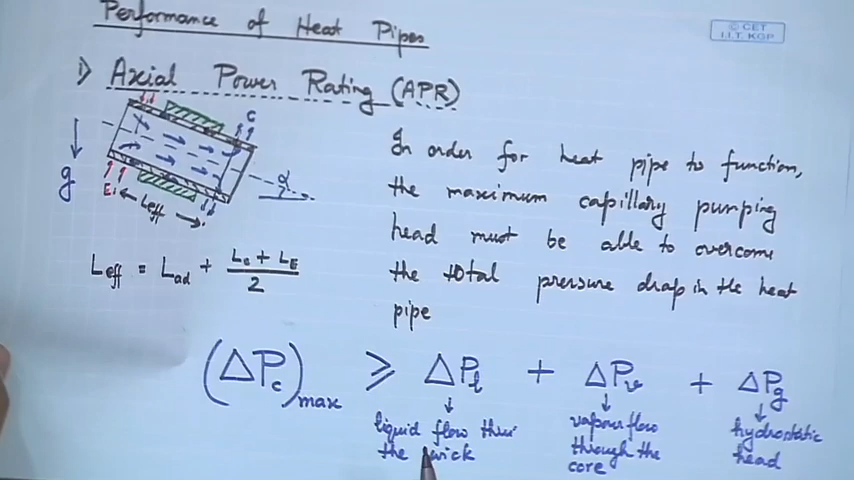 Performance of Heat Pipes
© CET
I.I.T. KGP
1) Axial Power Rating (APR)
C
g
α
E
Leff
Leff = Lad + (Lc + LE) / 2
In order for heat pipe to function,
the maximum capillary pumping
head must be able to overcome
the total pressure drop in the heat
pipe
(ΔPc)max ≥ ΔPl + ΔPv + ΔPg
liquid flow thru
the wick
vapour flow
through the
core
hydrostatic
head